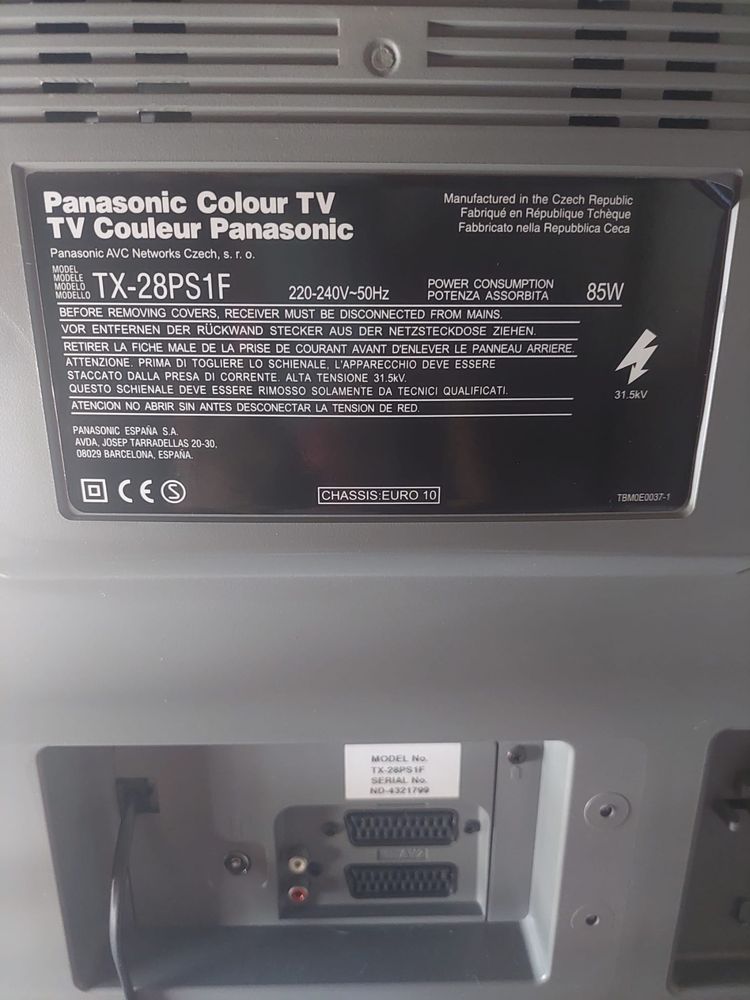 Panasonic Colour TV
TV Couleur Panasonic
Panasonic AVC Networks Czech, s. r. o.
Manufactured in the Czech Republic
Fabriqué en République Tchèque
Fabbricato nella Repubblica Ceca
MODEL
MODÈLE
MODELO
MODELLO
TX-28PS1F
220-240V~50Hz
POWER CONSUMPTION
POTENZA ASSORBITA
85W
BEFORE REMOVING COVERS, RECEIVER MUST BE DISCONNECTED FROM MAINS.
VOR ENTFERNEN DER RÜCKWAND STECKER AUS DER NETZSTECKDOSE ZIEHEN.
RETIRER LA FICHE MALE DE LA PRISE DE COURANT AVANT D'ENLEVER LE PANNEAU ARRIERE.
ATTENZIONE. PRIMA DI TOGLIERE LO SCHIENALE, L'APPARECCHIO DEVE ESSERE
STACCATO DALLA PRESA DI CORRENTE. ALTA TENSIONE 31.5kV.
QUESTO SCHIENALE DEVE ESSERE RIMOSSO SOLAMENTE DA TECNICI QUALIFICATI.
ATENCION NO ABRIR SIN ANTES DESCONECTAR LA TENSION DE RED.
31.5kV
PANASONIC ESPAÑA S.A.
AVDA, JOSEP TARRADELLAS 20-30,
08029 BARCELONA, ESPAÑA.
CE S
CHASSIS:EURO 10
TBM0E0037-1
MODEL No.
TX-28PS1F
SERIAL No.
ND-4321799
AV2